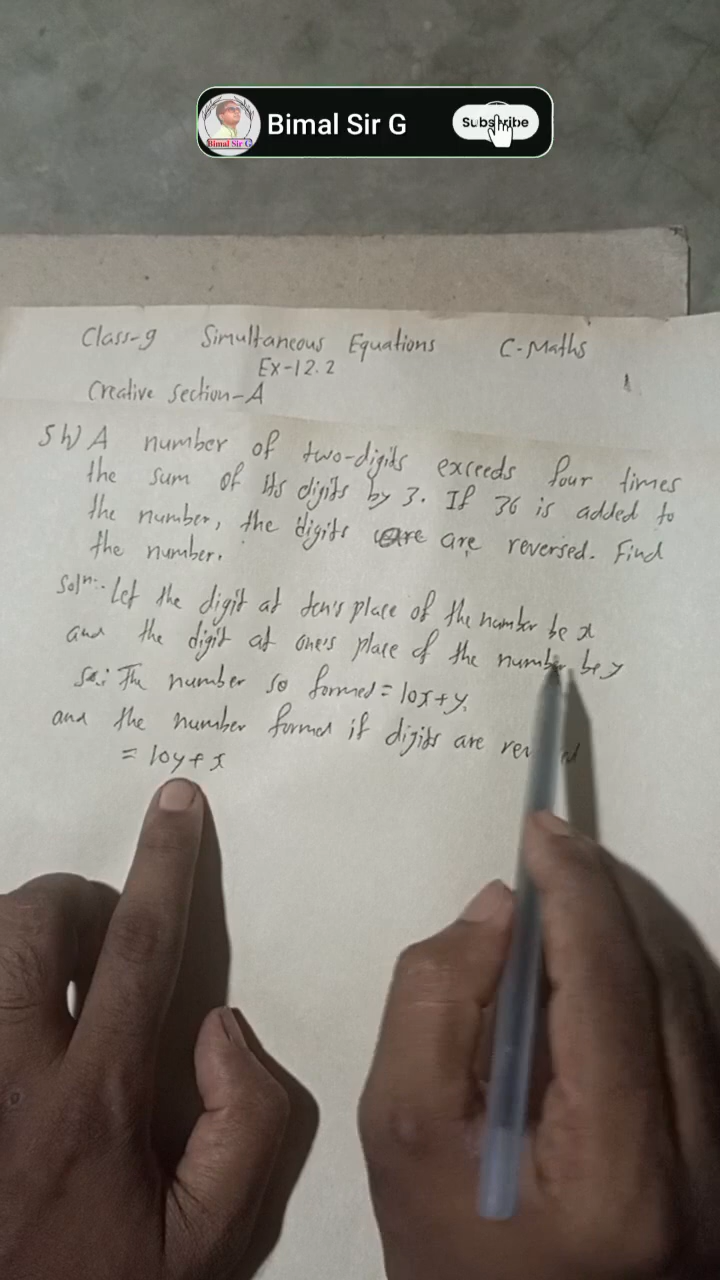 Bimal Sir G
Bimal Sir G
Subscribe
Class-9 Simultaneous Equations C-Maths
Ex-12.2
Creative Section-A
5 h) A number of two-digits exceeds four times
the sum of its digits by 3. If 36 is added to
the number, the digits are are reversed. Find
the number.
Soln:- Let the digit at ten's place of the number be x
and the digit at one's place of the number be y
So: The number so formed = 10x+y.
and the number formed if digits are
= 10y+x